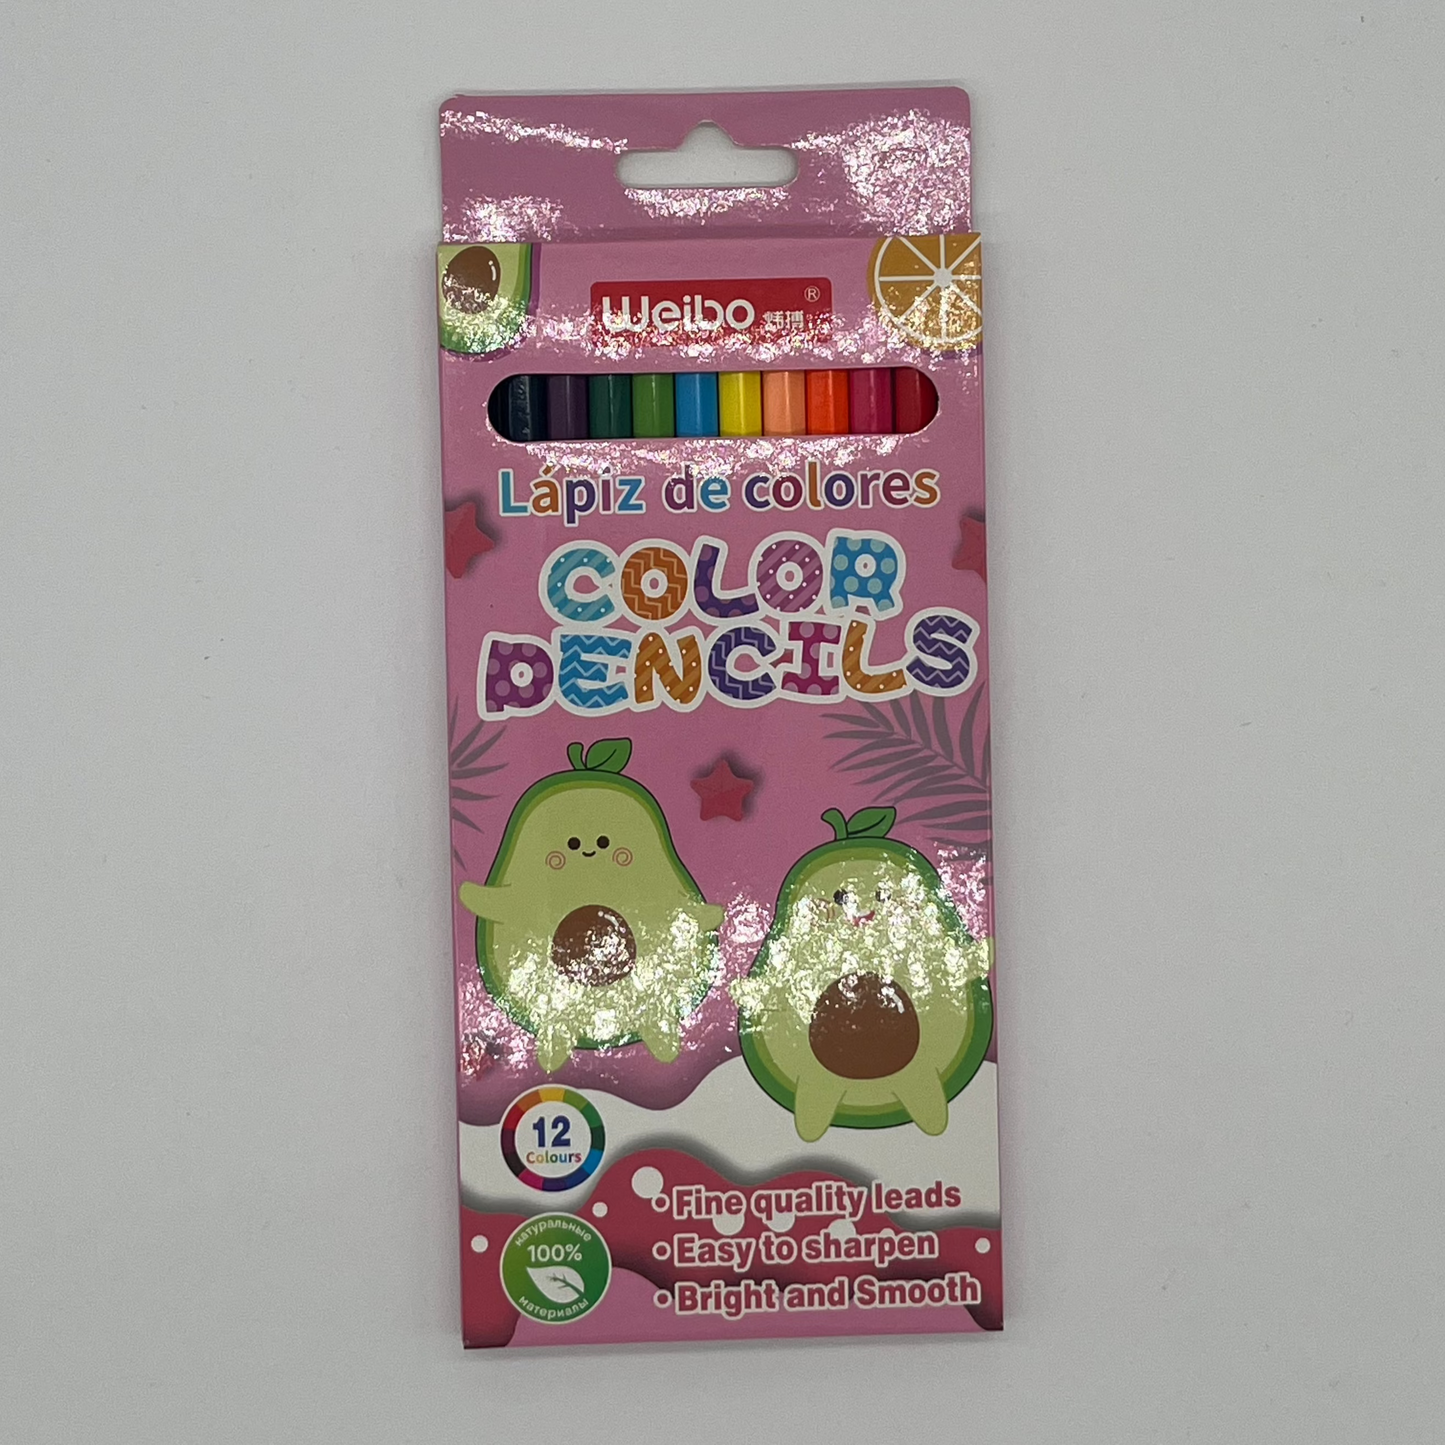 Weibo ®
Lápiz de colores
COLOR
PENCILS
12
Colours
натуральные
100%
материалы
•Fine quality leads
•Easy to sharpen
•Bright and Smooth